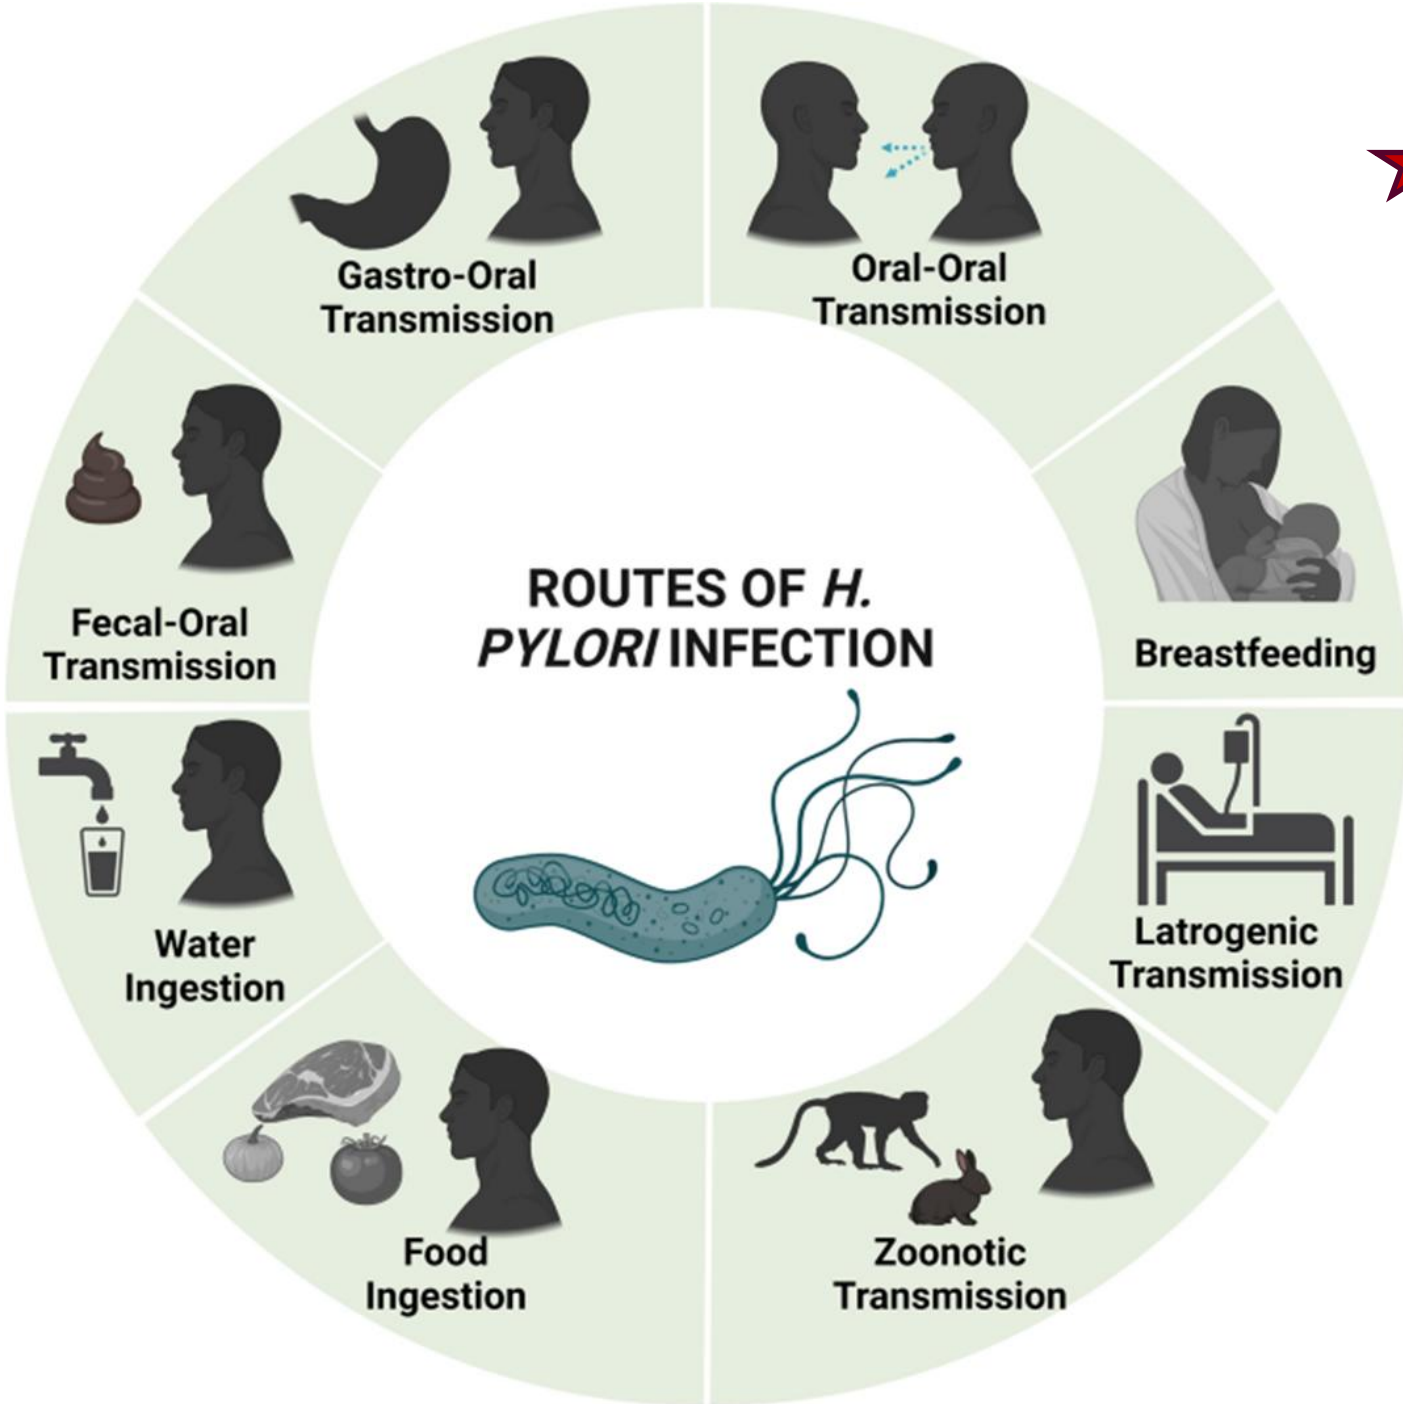 Gastro-Oral
Transmission
Oral-Oral
Transmission
Fecal-Oral
Transmission
Breastfeeding
ROUTES OF H.
PYLORI INFECTION
Water
Ingestion
Latrogenic
Transmission
Food
Ingestion
Zoonotic
Transmission